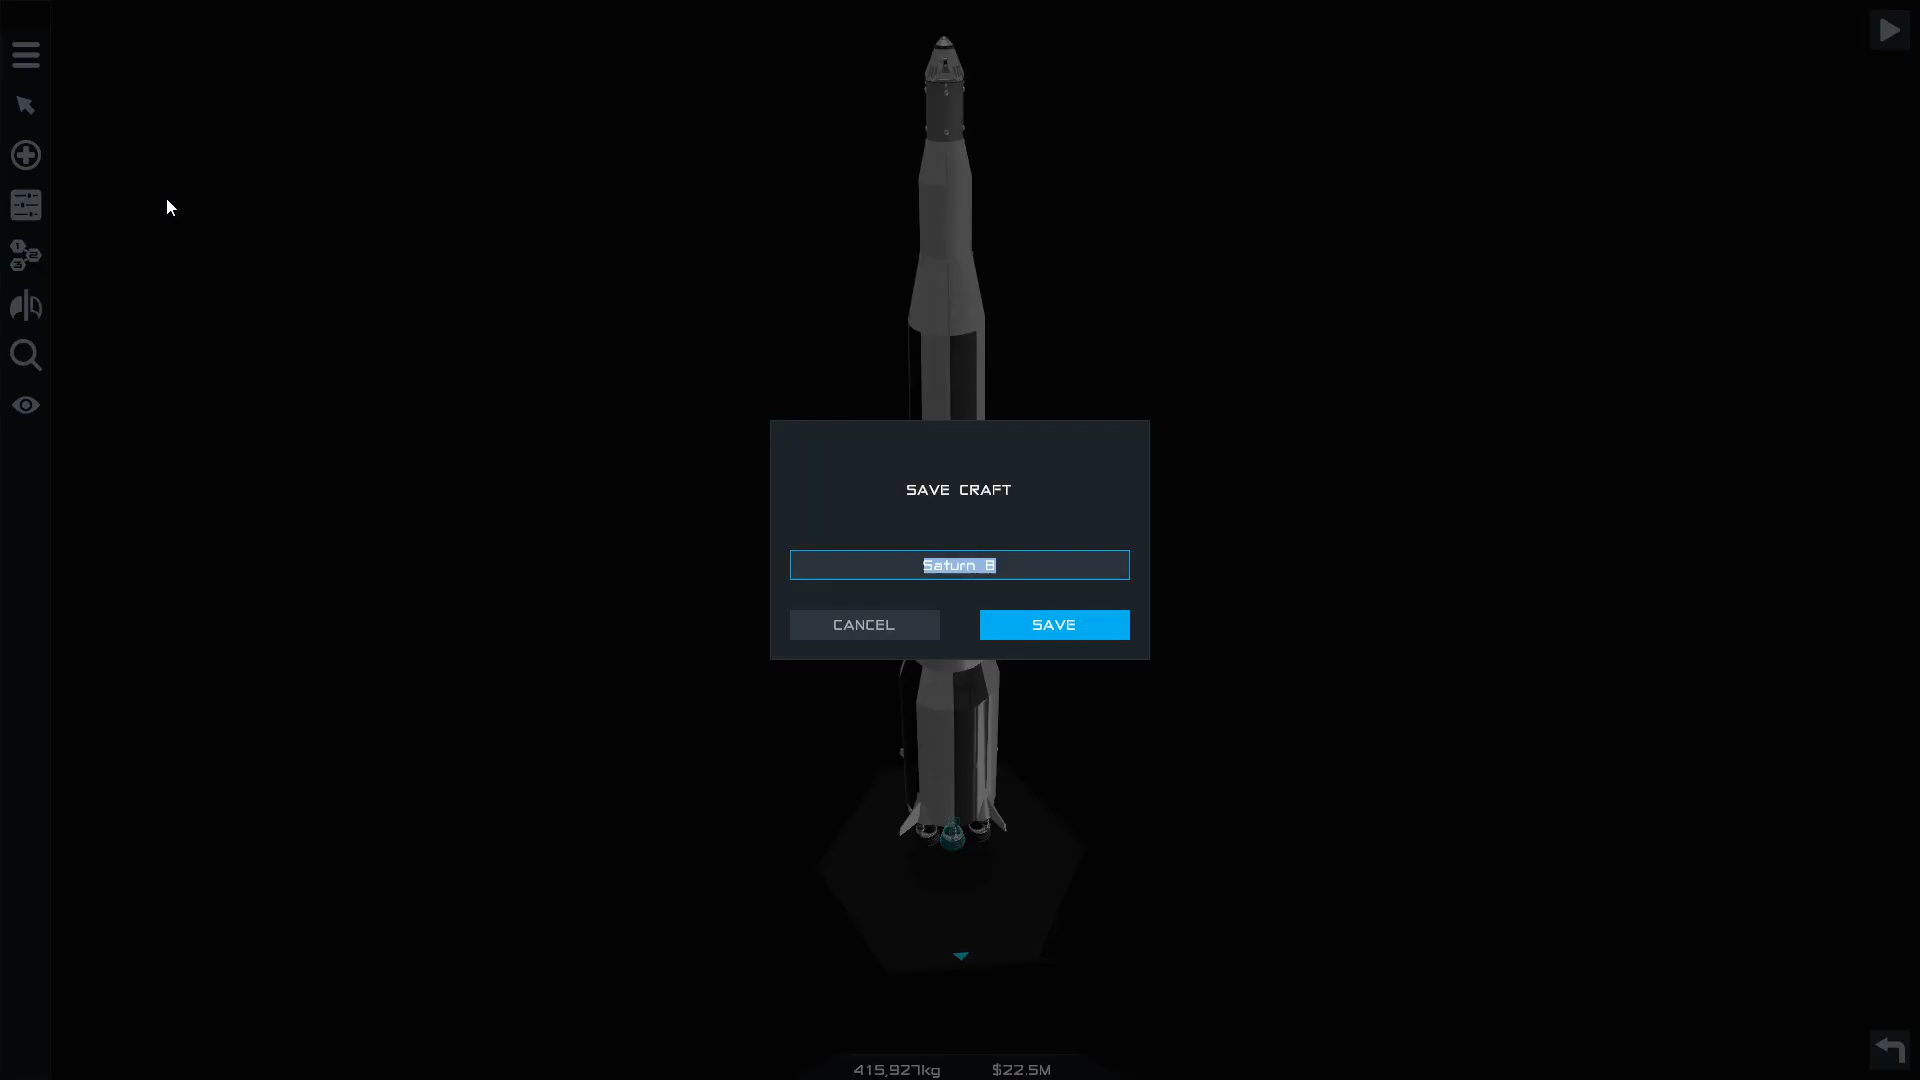 SAVE CRAFT
Saturn B
CANCEL
SAVE
415,927kg
$22.5M